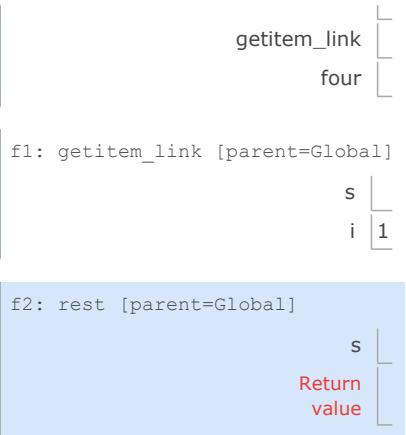 getitem_link
four
f1: getitem_link [parent=Global]
s
i 1
f2: rest [parent=Global]
s
Return
value